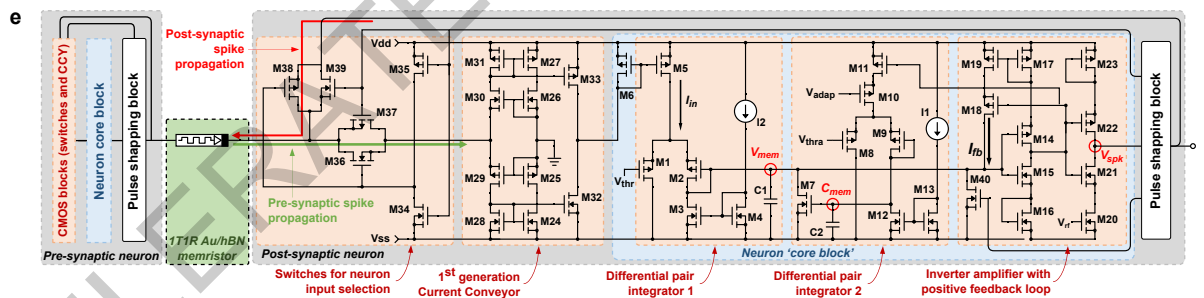 e
CMOS blocks (switches and CCY)
Neuron core block
Pulse shapping block
Pre-synaptic neuron
1T1R Au/hBN
memristor
Post-synaptic
spike
propagation
Pre-synaptic spike
propagation
Post-synaptic neuron
Vdd
Vss
M38
M39
M37
M36
M35
M34
M31
M27
M33
M30
M26
M29
M25
M32
M28
M24
M6
M5
Iin
I2
Vthr
M1
M2
Vmem
C1
M3
M4
M11
Vadap
M10
I1
Vthra
M8
M9
M7
Cmem
C2
M12
M13
M19
M17
M23
M18
M14
M22
Ifb
Vspk
M40
M15
M21
M16
Vrf
M20
Pulse shapping block
Neuron ‘core block’
Switches for neuron
input selection
1st generation
Current Conveyor
Differential pair
integrator 1
Differential pair
integrator 2
Inverter amplifier with
positive feedback loop